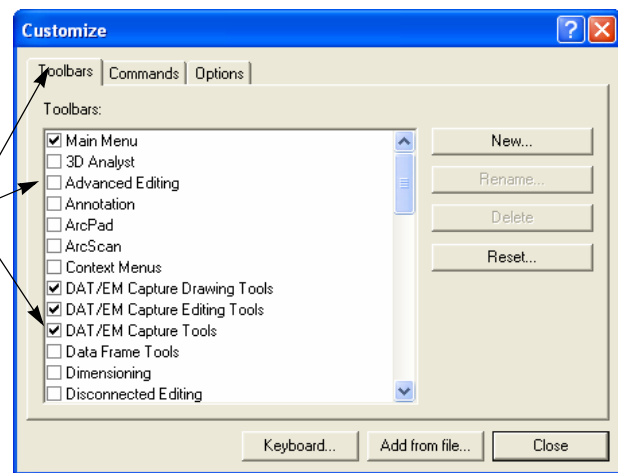 Customize
Toolbars Commands Options
Toolbars:
Main Menu
3D Analyst
Advanced Editing
Annotation
ArcPad
ArcScan
Context Menus
DAT/EM Capture Drawing Tools
DAT/EM Capture Editing Tools
DAT/EM Capture Tools
Data Frame Tools
Dimensioning
Disconnected Editing
New...
Rename...
Delete
Reset...
Keyboard... Add from file... Close